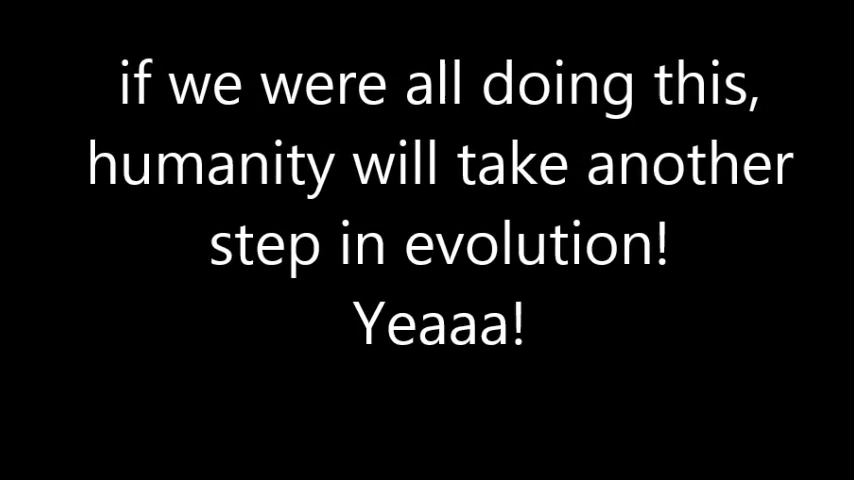 if we were all doing this,
humanity will take another
step in evolution!
Yeaaa!